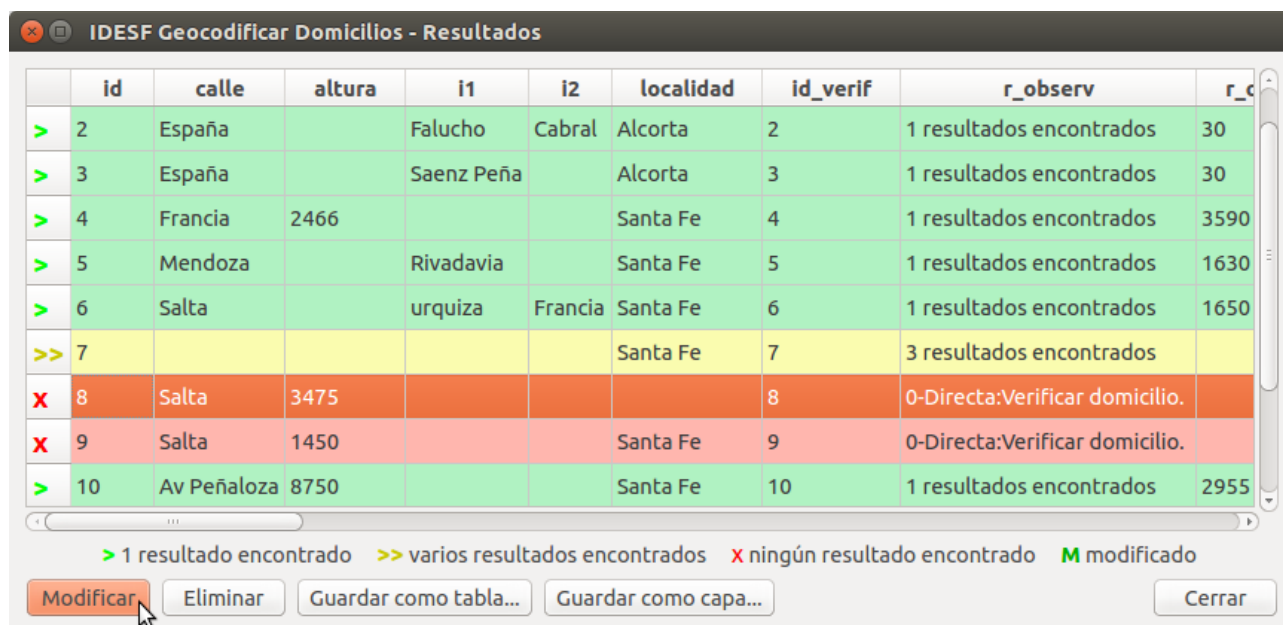 IDESF Geocodificar Domicilios - Resultados
id calle altura i1 i2 localidad id_verif r_observ
> 2 España Falucho Cabral Alcorta 2 1 resultados encontrados 30
> 3 España Saenz Peña Alcorta 3 1 resultados encontrados 30
> 4 Francia 2466 Santa Fe 4 1 resultados encontrados 3590
> 5 Mendoza Rivadavia Santa Fe 5 1 resultados encontrados 1630
> 6 Salta urquiza Francia Santa Fe 6 1 resultados encontrados 1650
>> 7 Santa Fe 7 3 resultados encontrados
x 8 Salta 3475 8 0-Directa:Verificar domicilio.
x 9 Salta 1450 Santa Fe 9 0-Directa:Verificar domicilio.
> 10 Av Peñaloza 8750 Santa Fe 10 1 resultados encontrados 2955
> 1 resultado encontrado >> varios resultados encontrados x ningún resultado encontrado M modificado
Modificar Eliminar Guardar como tabla... Guardar como capa... Cerrar